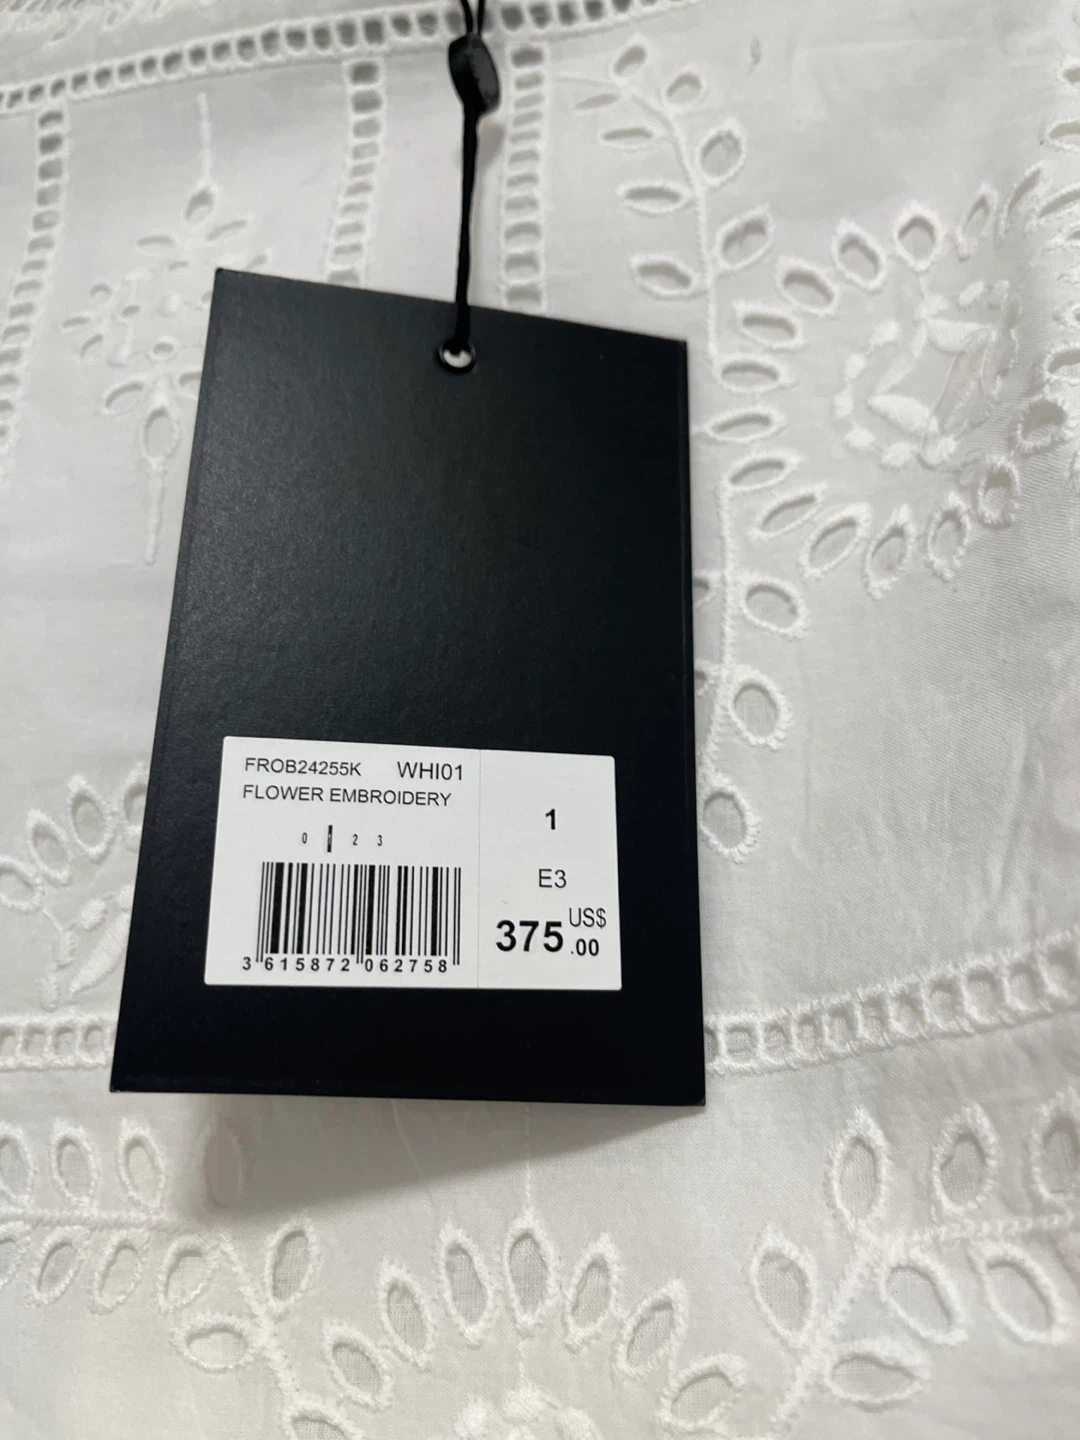 FROB24255K WHI01
FLOWER EMBROIDERY
0 1 2 3
3 615872 062758
1
E3
375.00 US$